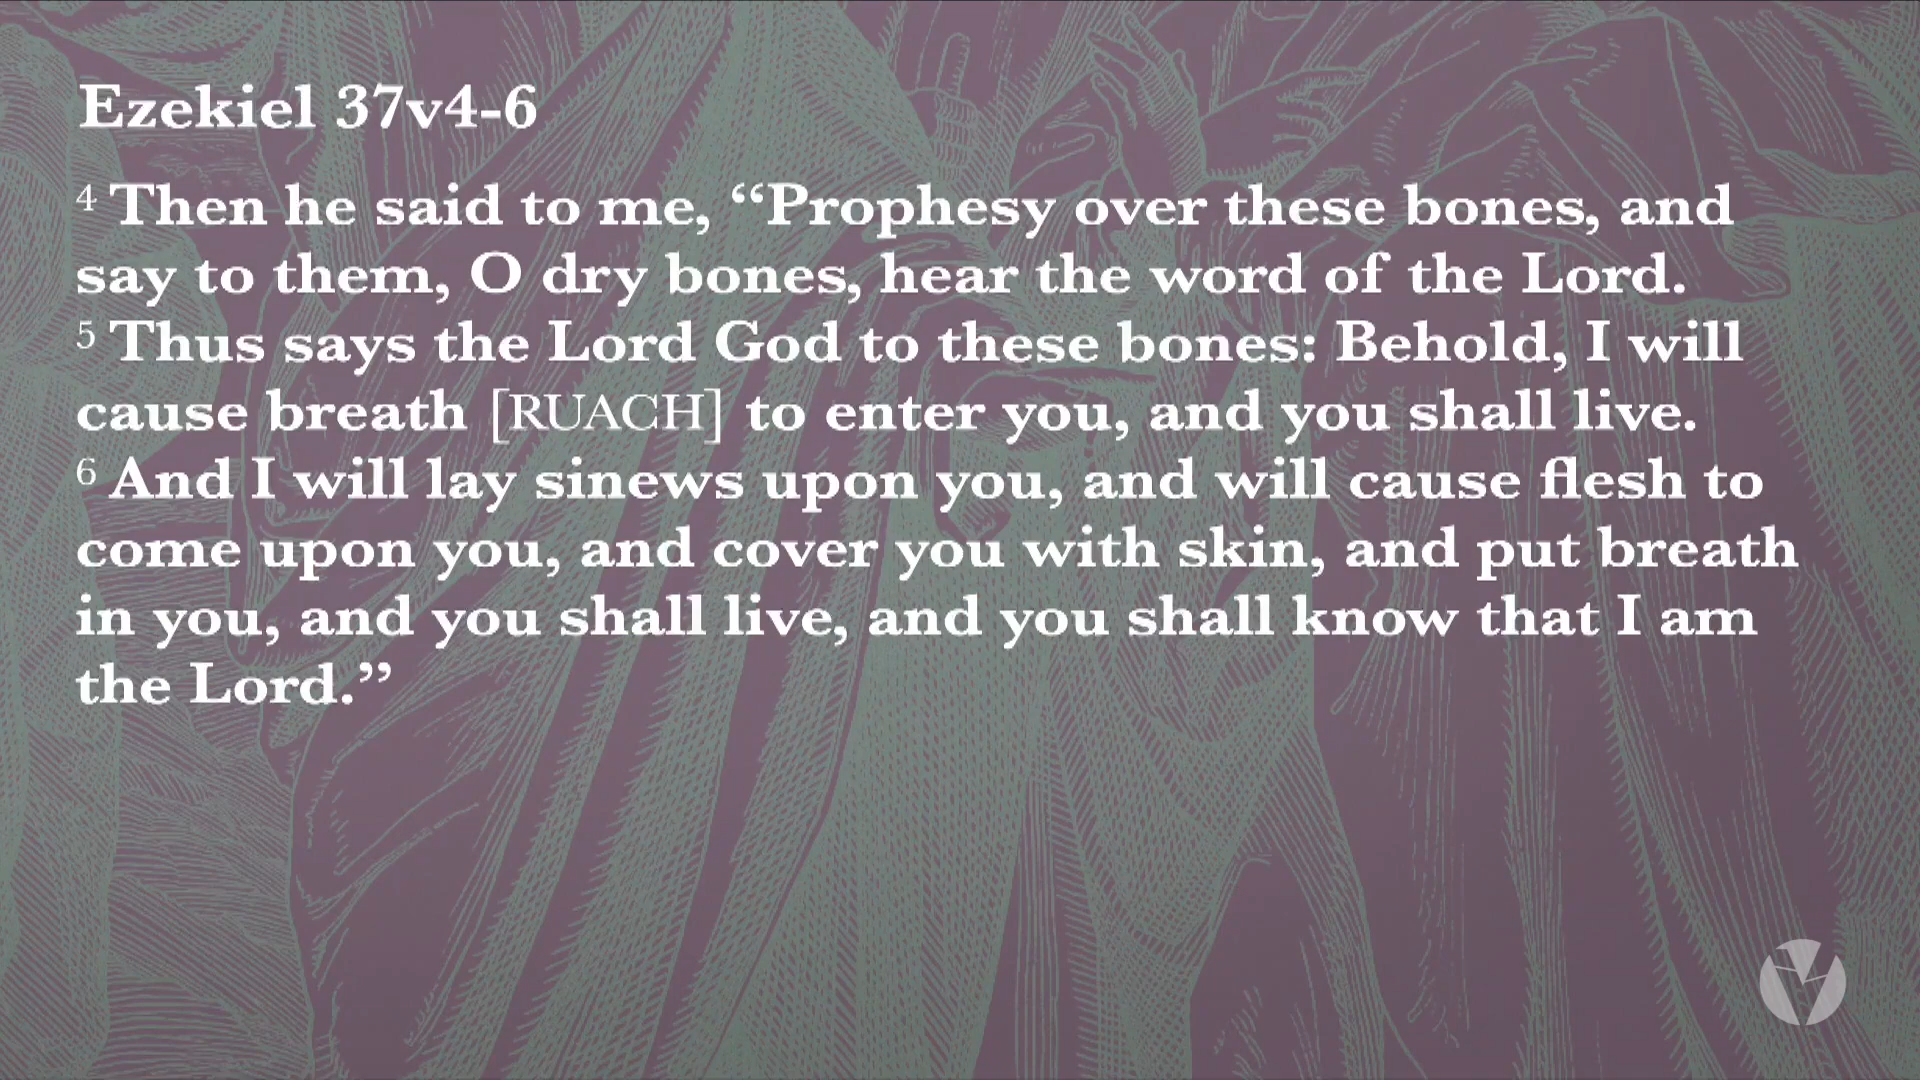 Ezekiel 37v4-6
4 Then he said to me, “Prophesy over these bones, and
say to them, O dry bones, hear the word of the Lord.
5 Thus says the Lord God to these bones: Behold, I will
cause breath [RUACH] to enter you, and you shall live.
6 And I will lay sinews upon you, and will cause flesh to
come upon you, and cover you with skin, and put breath
in you, and you shall live, and you shall know that I am
the Lord.”